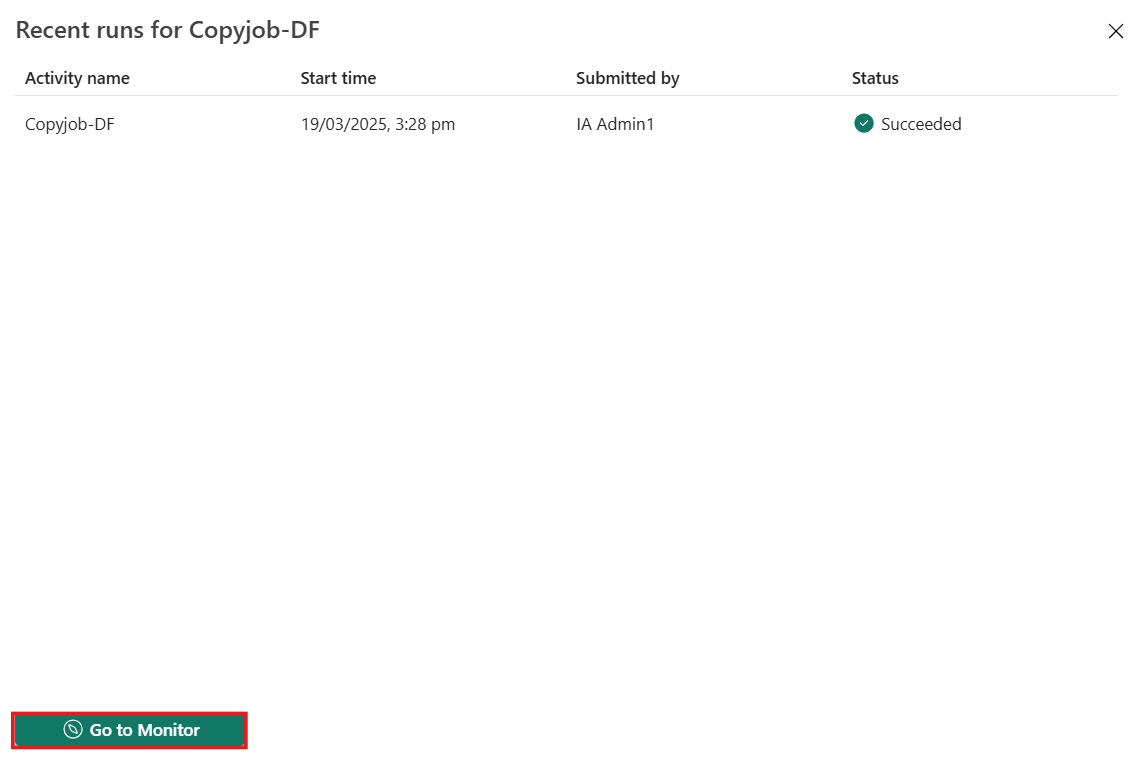 Recent runs for Copyjob-DF
Activity name Start time Submitted by Status
Copyjob-DF 19/03/2025, 3:28 pm IA Admin1 Succeeded
Go to Monitor